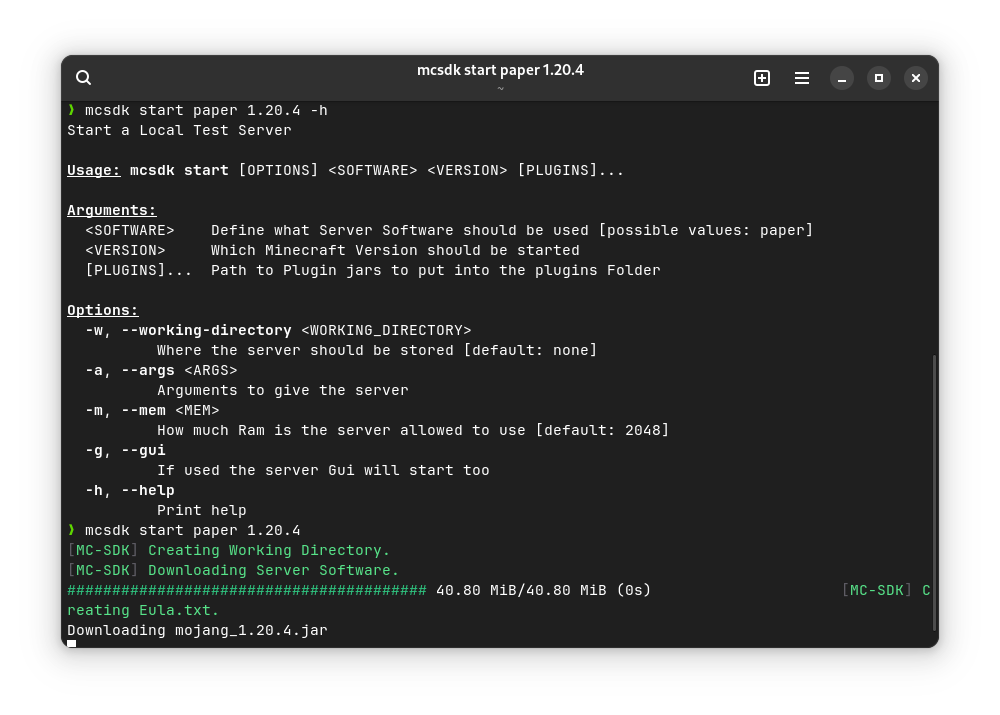 mcsdk start paper 1.20.4
~
❱ mcsdk start paper 1.20.4 -h
Start a Local Test Server
Usage: mcsdk start [OPTIONS] <SOFTWARE> <VERSION> [PLUGINS]...
Arguments:
  <SOFTWARE>    Define what Server Software should be used [possible values: paper]
  <VERSION>     Which Minecraft Version should be started
  [PLUGINS]...  Path to Plugin jars to put into the plugins Folder
Options:
  -w, --working-directory <WORKING_DIRECTORY>
          Where the server should be stored [default: none]
  -a, --args <ARGS>
          Arguments to give the server
  -m, --mem <MEM>
          How much Ram is the server allowed to use [default: 2048]
  -g, --gui
          If used the server Gui will start too
  -h, --help
          Print help
❱ mcsdk start paper 1.20.4
[MC-SDK] Creating Working Directory.
[MC-SDK] Downloading Server Software.
######################################## 40.80 MiB/40.80 MiB (0s)                     [MC-SDK] C
reating Eula.txt.
Downloading mojang_1.20.4.jar